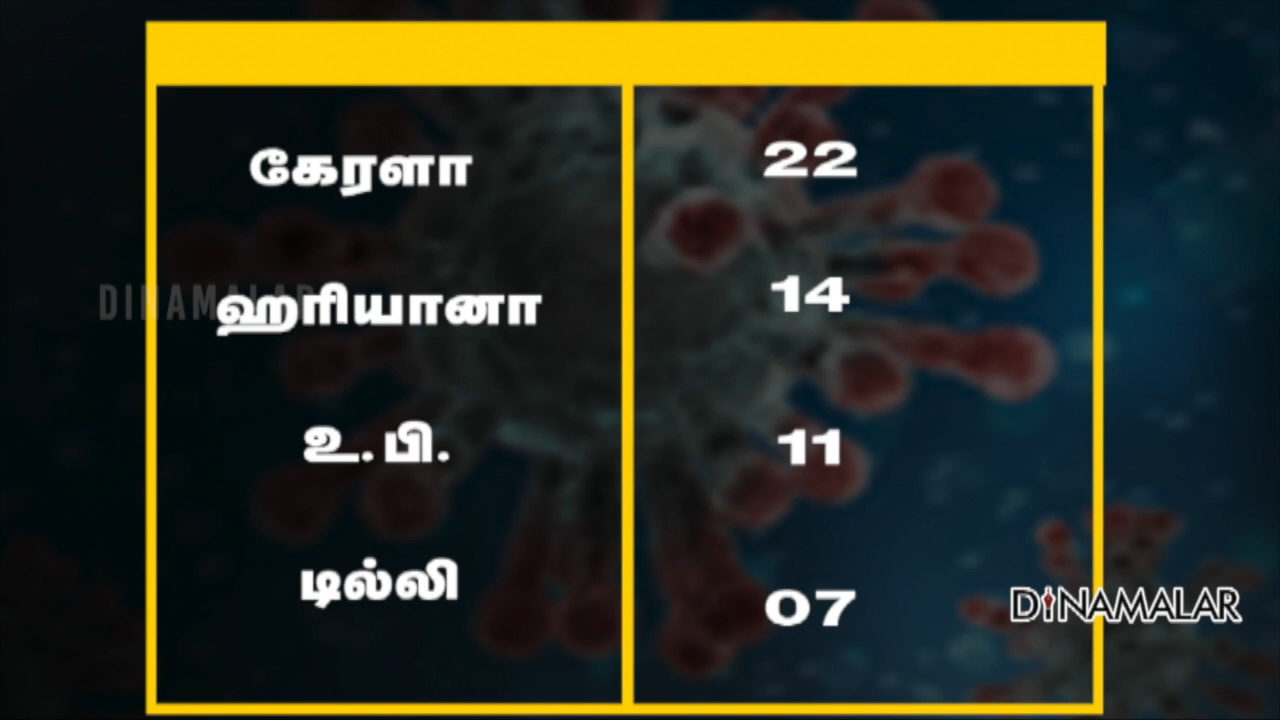 கேரளா 22
DINAMALAR
ஹரியானா 14
உ. பி. 11
டில்லி 07
DINAMALAR